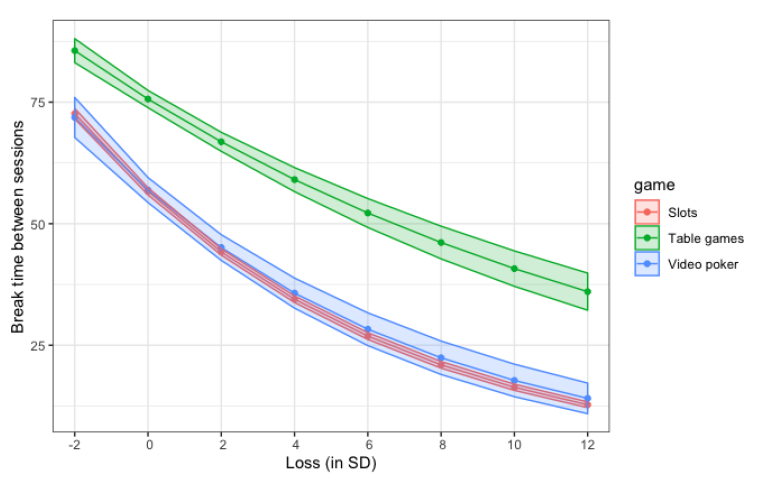 Break time between sessions
75
50
25
-2 0 2 4 6 8 10 12
Loss (in SD)
game
Slots
Table games
Video poker